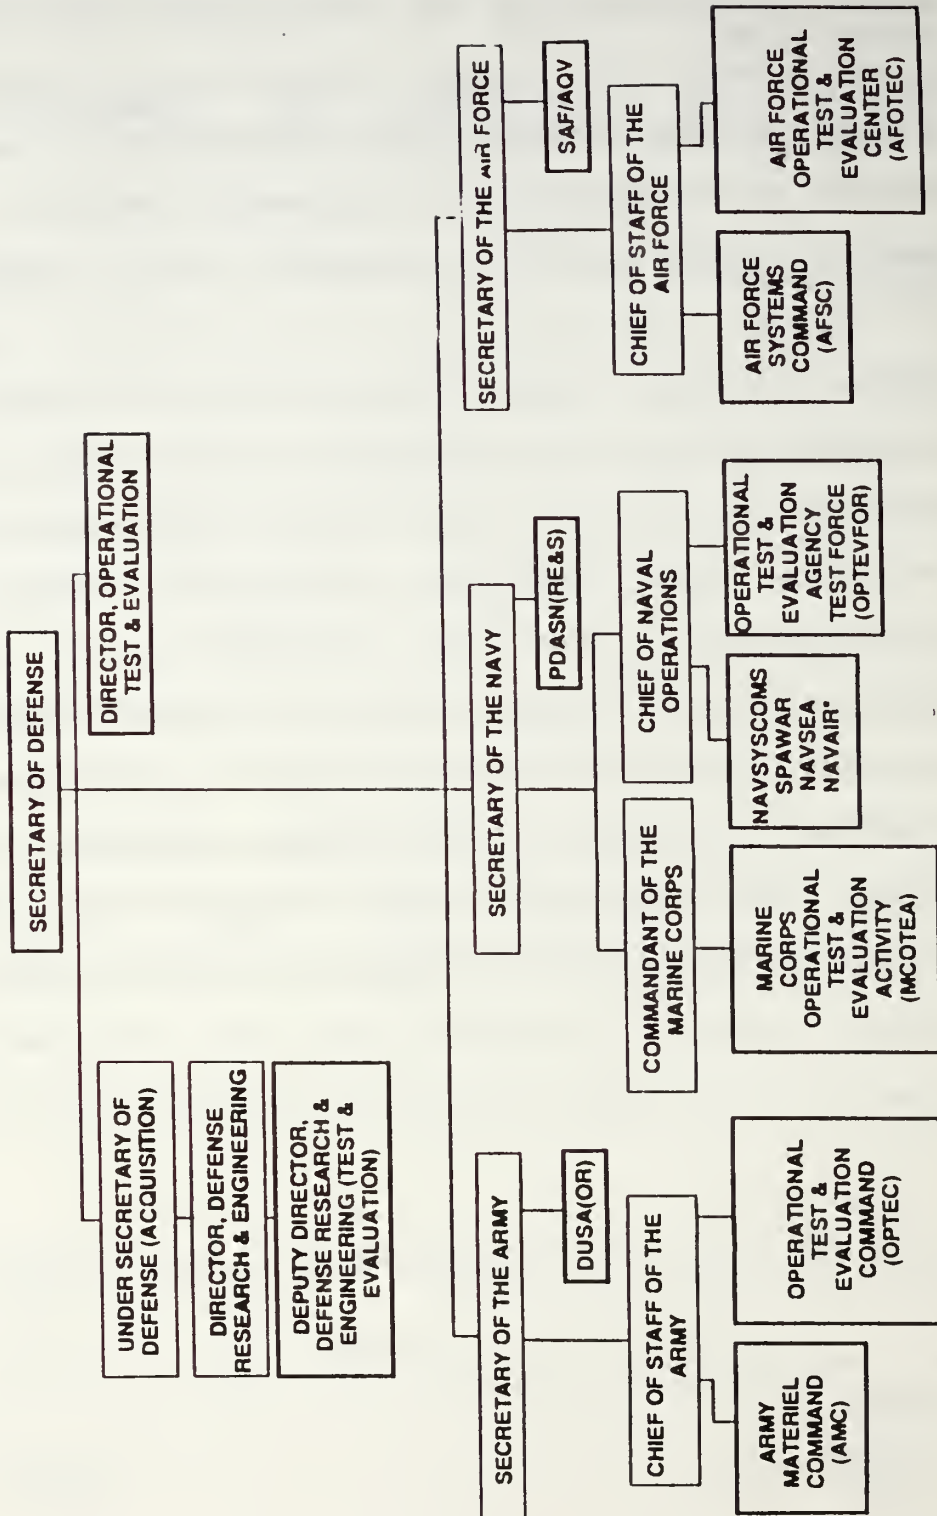 SECRETARY OF DEFENSE
UNDER SECRETARY OF
DEFENSE (ACQUISITION)
DIRECTOR, OPERATIONAL
TEST & EVALUATION
DIRECTOR, DEFENSE
RESEARCH & ENGINEERING
DEPUTY DIRECTOR,
DEFENSE RESEARCH &
ENGINEERING (TEST &
EVALUATION)
SECRETARY OF THE ARMY
DUSA(OR)
CHIEF OF STAFF OF THE
ARMY
ARMY
MATERIEL
COMMAND
(AMC)
OPERATIONAL
TEST &
EVALUATION
COMMAND
(OPTEC)
SECRETARY OF THE NAVY
PDASN(RE&S)
COMMANDANT OF THE
MARINE CORPS
CHIEF OF NAVAL
OPERATIONS
MARINE
CORPS
OPERATIONAL
TEST &
EVALUATION
ACTIVITY
(MCOTEA)
NAVSYSCOMS
SPAWAR
NAVSEA
NAVAIR*
OPERATIONAL
TEST &
EVALUATION
AGENCY
TEST FORCE
(OPTEVFOR)
SECRETARY OF THE AIR FORCE
SAF/AQV
CHIEF OF STAFF OF THE
AIR FORCE
AIR FORCE
SYSTEMS
COMMAND
(AFSC)
AIR FORCE
OPERATIONAL
TEST &
EVALUATION
CENTER
(AFOTEC)